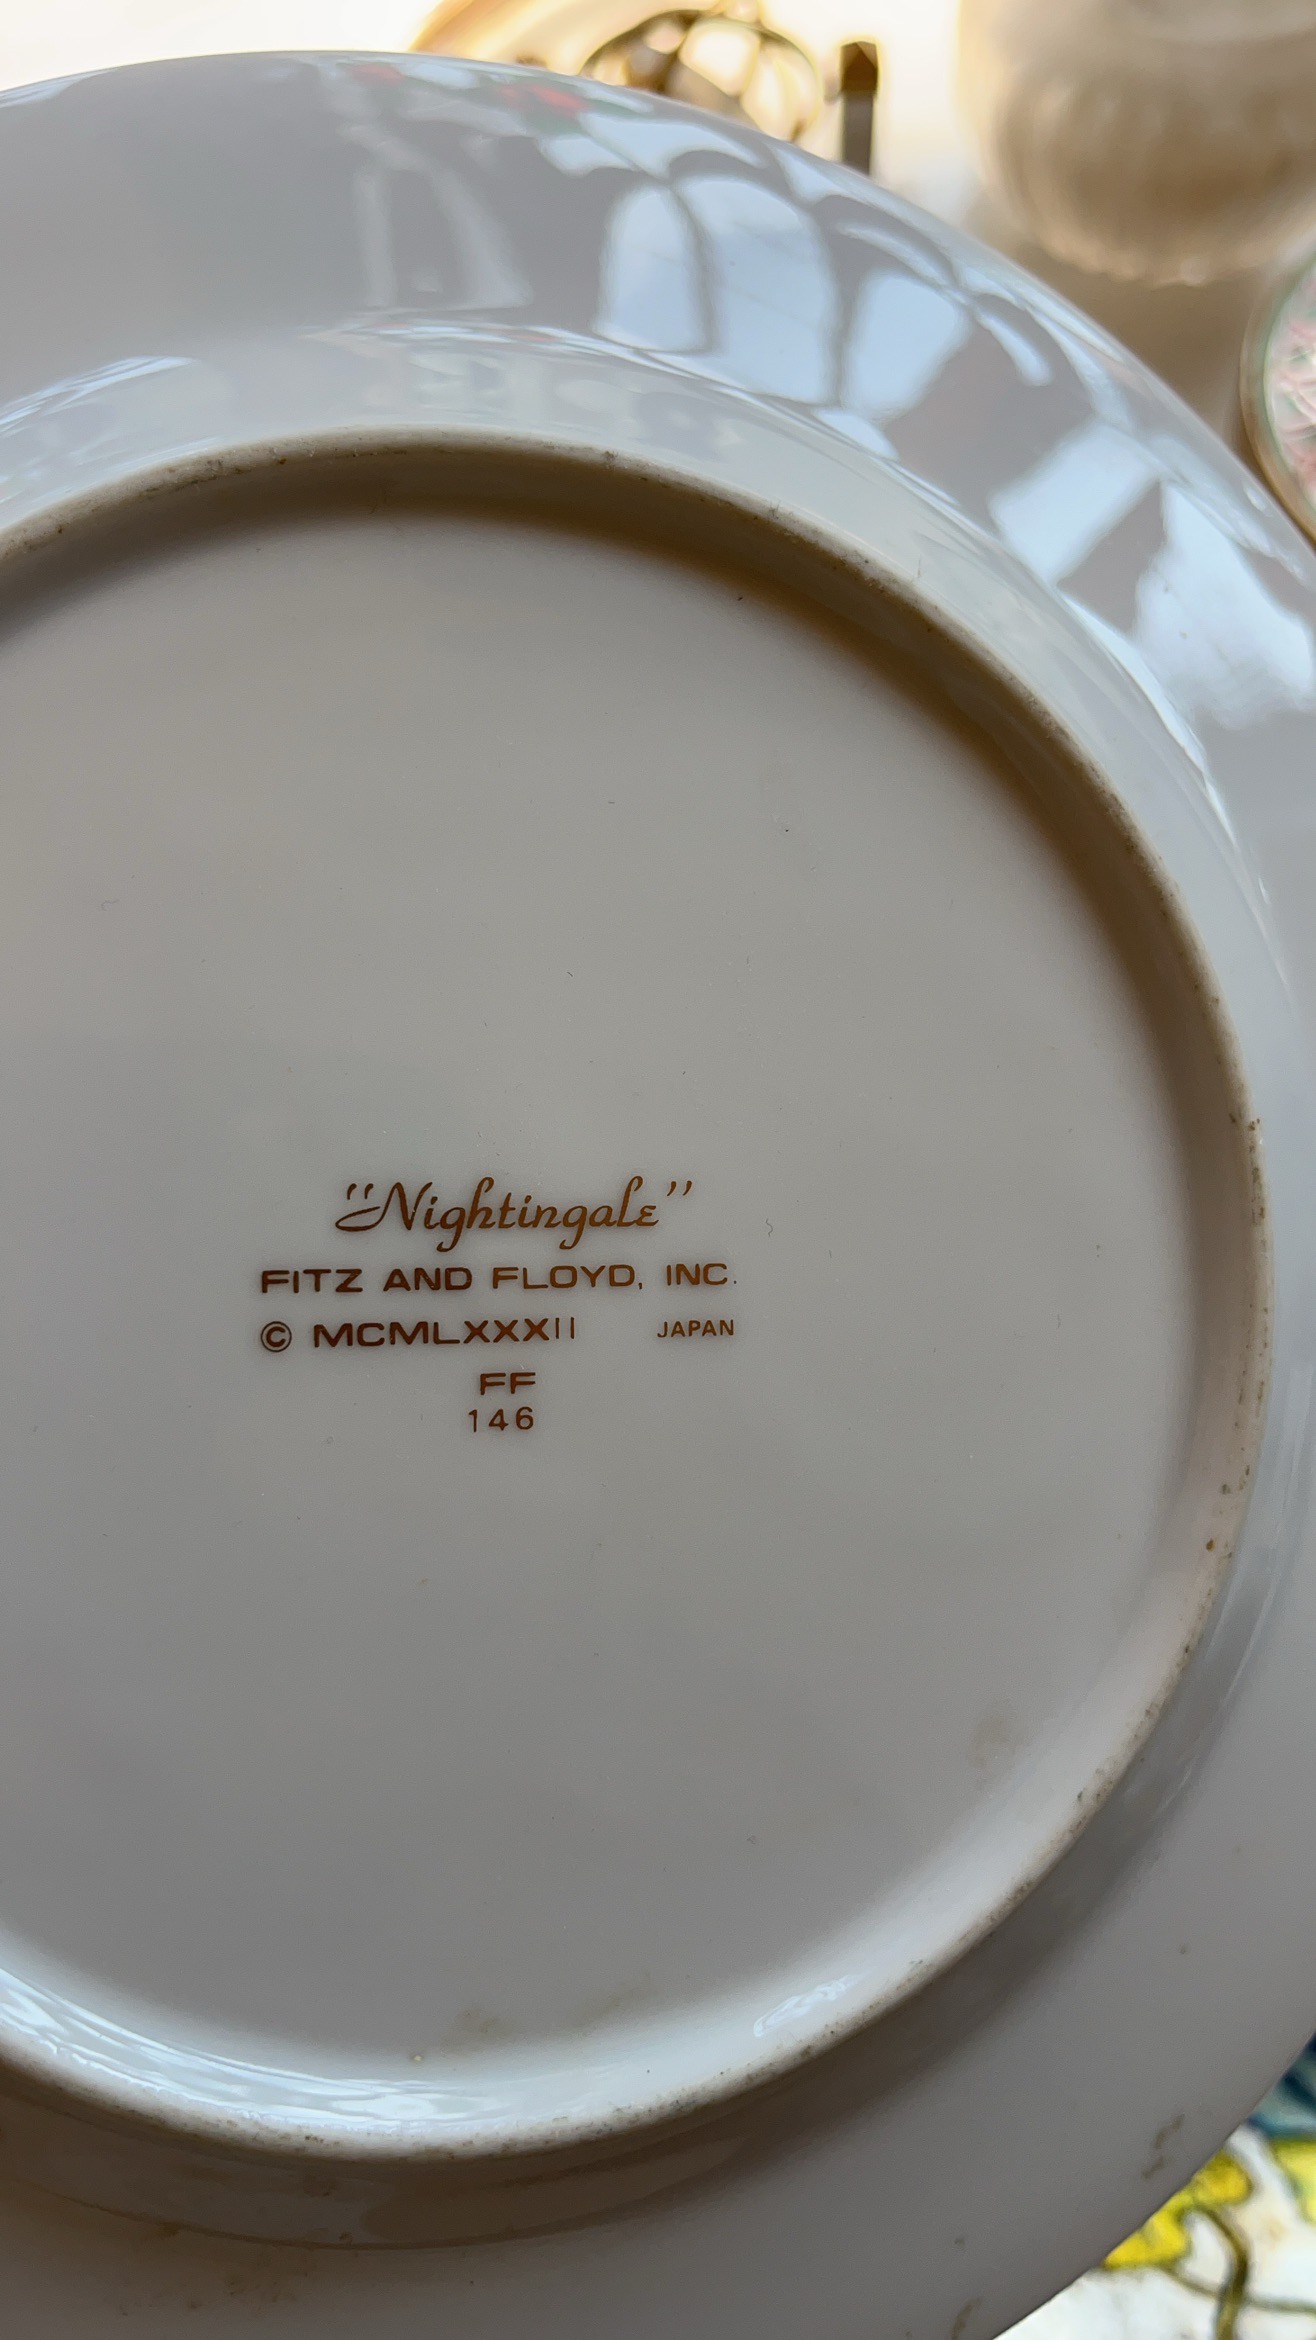 "Nightingale"
FITZ AND FLOYD, INC.
© MCMLXXXII JAPAN
FF
146